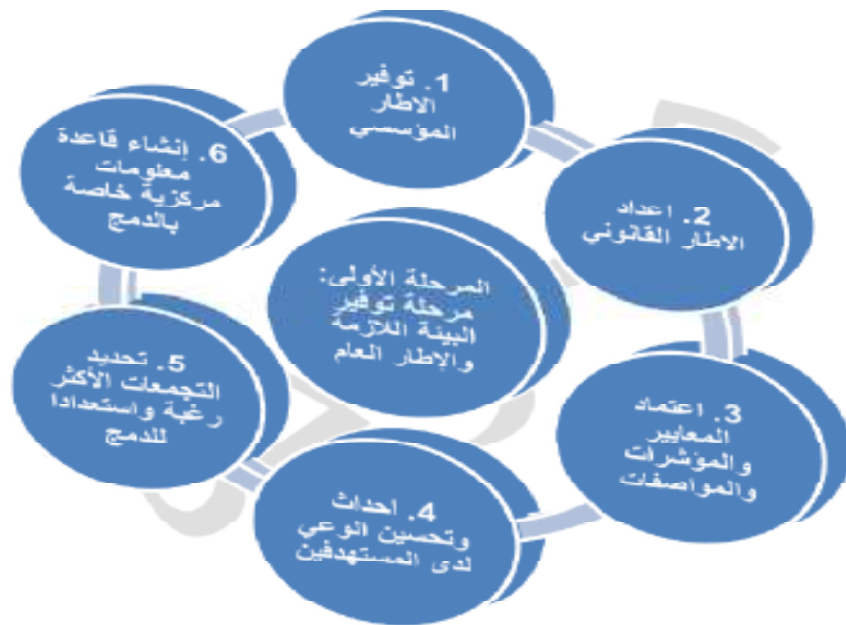 1. توفير
الاطار
المؤسسي
2. اعداد
الاطار القانوني
3. اعتماد
المعايير
والمؤشرات
والمواصفات
4. احداث
وتحسين الوعي
لدى المستهدفين
5. تحديد
التجمعات الأكثر
رغبة واستعدادا
للدمج
6. إنشاء قاعدة
معلومات
مركزية خاصة
بالدمج
المرحلة الأولى:
مرحلة توفير
البيئة اللازمة
والإطار العام